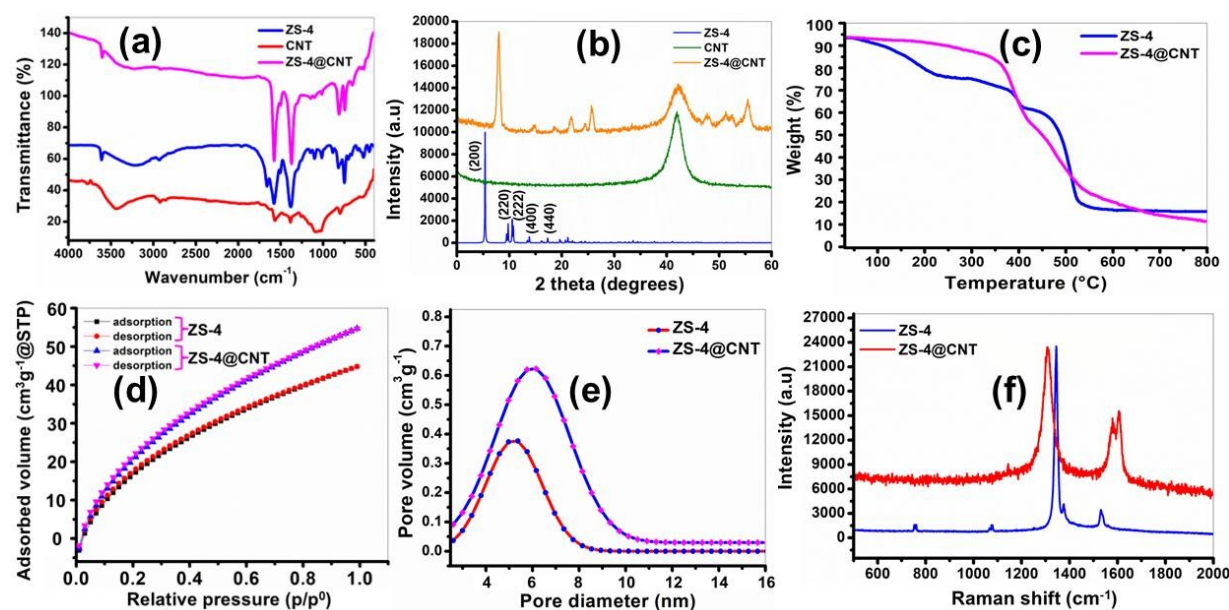 (a)
ZS-4
CNT
ZS-4@CNT
Transmittance (%)
140
120
100
80
60
40
20
0
4000 3500 3000 2500 2000 1500 1000 500
Wavenumber (cm-1)
(b)
ZS-4
CNT
ZS-4@CNT
Intensity (a.u)
20000
18000
16000
14000
12000
10000
8000
6000
4000
2000
0
(200)
(220)
(222)
(400)
(440)
0 10 20 30 40 50 60
2 theta (degrees)
(c)
ZS-4
ZS-4@CNT
Weight (%)
100
90
80
70
60
50
40
30
20
10
0
100 200 300 400 500 600 700 800
Temperature (°C)
(d)
adsorption
desorption
ZS-4
adsorption
desorption
ZS-4@CNT
Adsorbed volume (cm3g-1@STP)
60
50
40
30
20
10
0
0.0 0.2 0.4 0.6 0.8 1.0
Relative pressure (p/p0)
(e)
ZS-4
ZS-4@CNT
Pore volume (cm3g-1)
0.8
0.7
0.6
0.5
0.4
0.3
0.2
0.1
0.0
4 6 8 10 12 14 16
Pore diameter (nm)
(f)
ZS-4
ZS-4@CNT
Intensity (a.u)
27000
24000
21000
18000
15000
12000
9000
6000
3000
0
600 800 1000 1200 1400 1600 1800 2000
Raman shift (cm-1)